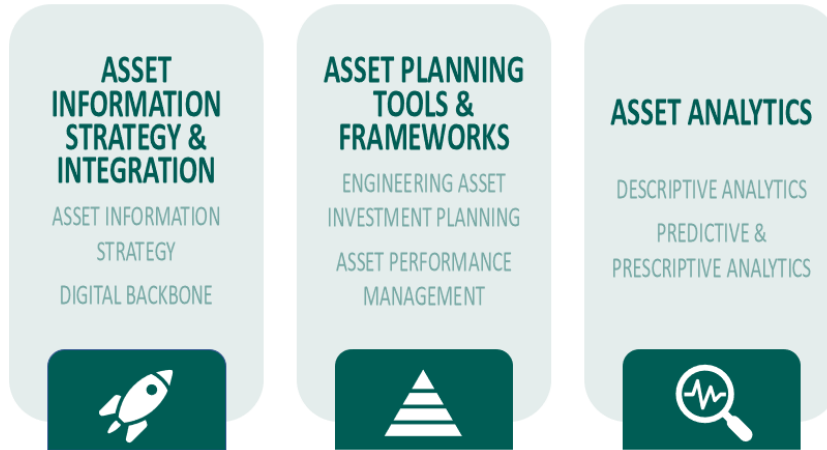 ASSET
INFORMATION
STRATEGY &
INTEGRATION
ASSET INFORMATION
STRATEGY
DIGITAL BACKBONE
ASSET PLANNING
TOOLS &
FRAMEWORKS
ENGINEERING ASSET
INVESTMENT PLANNING
ASSET PERFORMANCE
MANAGEMENT
ASSET ANALYTICS
DESCRIPTIVE ANALYTICS
PREDICTIVE &
PRESCRIPTIVE ANALYTICS